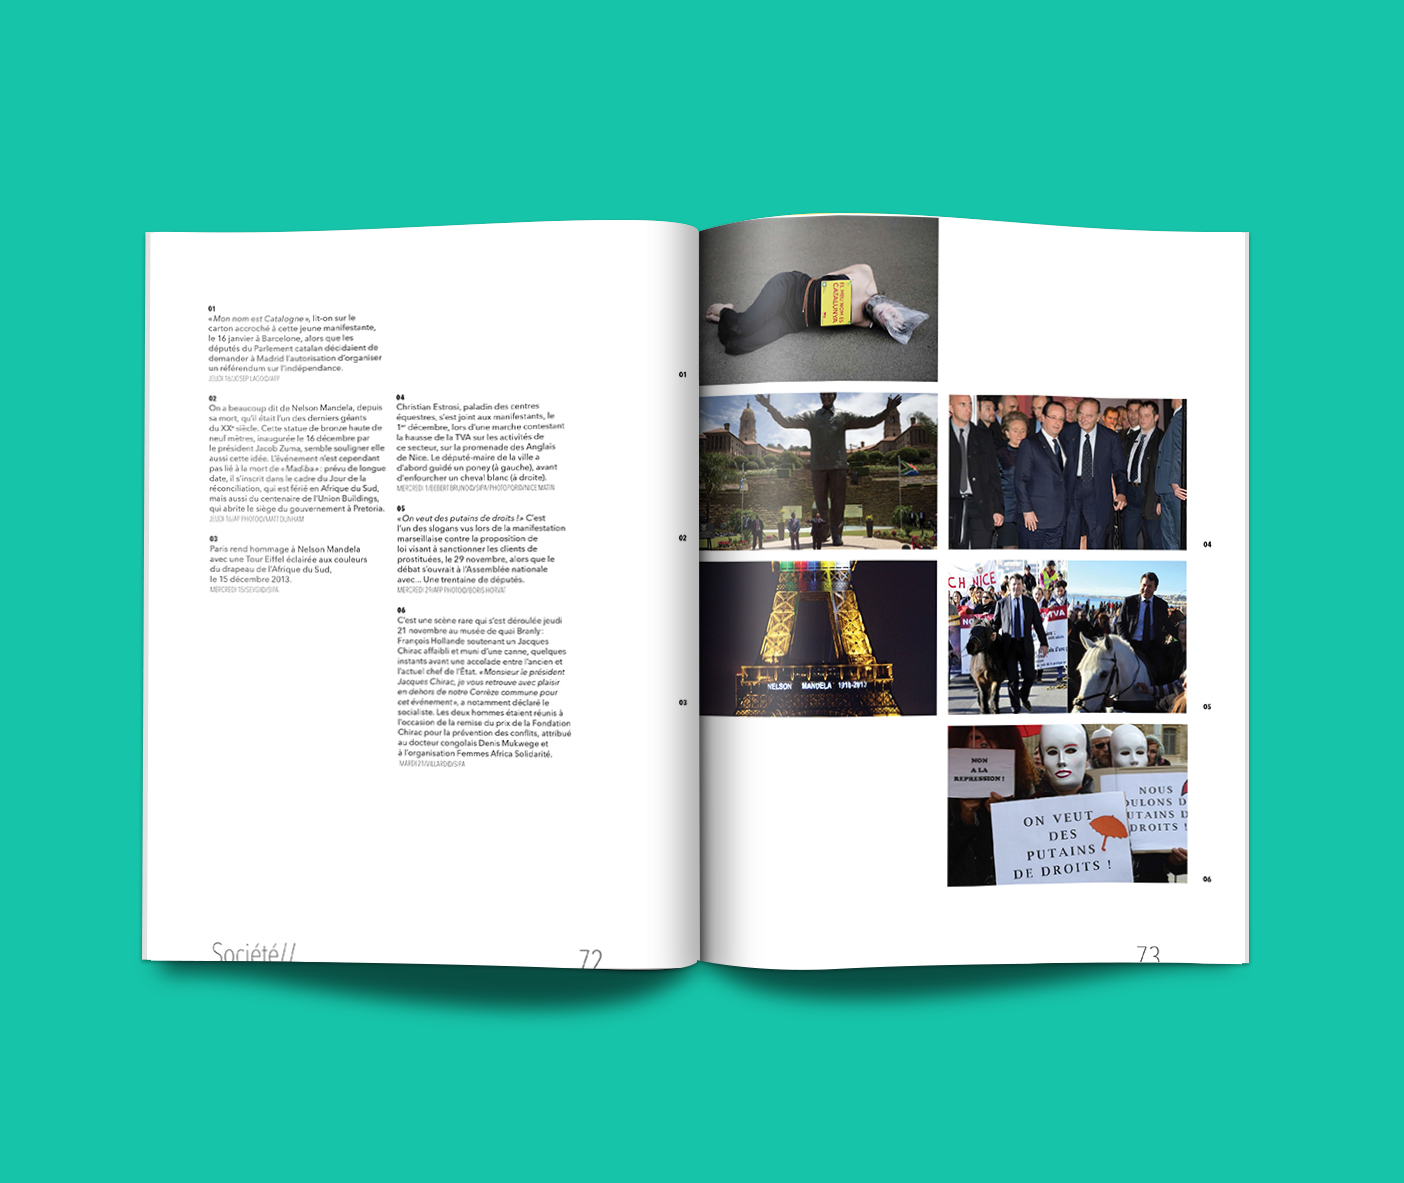 01
« Mon nom est Catalogne », lit-on sur le
carton accroché à cette jeune manifestante,
le 16 janvier à Barcelone, alors que les
députés du Parlement catalan décidaient de
demander à Madrid l'autorisation d'organiser
un référendum sur l'indépendance.
JEUDI 16/JOSEP LAGO©/AFP
02
On a beaucoup dit de Nelson Mandela, depuis
sa mort, qu'il était l'un des derniers géants
du XXe siècle. Cette statue de bronze haute de
neuf mètres, inaugurée le 16 décembre par
le président Jacob Zuma, semble souligner elle
aussi cette idée. L'événement n'est cependant
pas lié à la mort de « Madiba » : prévu de longue
date, il s'inscrit dans le cadre du Jour de la
réconciliation, qui est férié en Afrique du Sud,
mais aussi du centenaire de l'Union Buildings,
qui abrite le siège du gouvernement à Pretoria.
JEUDI 16/AP PHOTO©/MATT DUNHAM
03
Paris rend hommage à Nelson Mandela
avec une Tour Eiffel éclairée aux couleurs
du drapeau de l'Afrique du Sud,
le 15 décembre 2013.
MERCREDI 15/SEVGI©/SIPA
04
Christian Estrosi, paladin des centres
équestres, s'est joint aux manifestants, le
1er décembre, lors d'une marche contestant
la hausse de la TVA sur les activités de
ce secteur, sur la promenade des Anglais
de Nice. Le député-maire de la ville a
d'abord guidé un poney (à gauche), avant
d'enfourcher un cheval blanc (à droite).
MERCREDI 1/BEBERT BRUNO©/SIPA/PHOTOPQR©/NICE MATIN
05
« On veut des putains de droits ! » C'est
l'un des slogans vus lors de la manifestation
marseillaise contre la proposition de
loi visant à sanctionner les clients de
prostituées, le 29 novembre, alors que le
débat s'ouvrait à l'Assemblée nationale
avec... Une trentaine de députés.
MERCREDI 29/AFP PHOTO©/BORIS HORVAT
06
C'est une scène rare qui s'est déroulée jeudi
21 novembre au musée de quai Branly :
François Hollande soutenant un Jacques
Chirac affaibli et muni d'une canne, quelques
instants avant une accolade entre l'ancien et
l'actuel chef de l'État. « Monsieur le président
Jacques Chirac, je vous retrouve avec plaisir
en dehors de notre Corrèze commune pour
cet événement », a notamment déclaré le
socialiste. Les deux hommes étaient réunis à
l'occasion de la remise du prix de la Fondation
Chirac pour la prévention des conflits, attribué
au docteur congolais Denis Mukwege et
à l'organisation Femmes Africa Solidarité.
MARDI 21/VILLARD©/SIPA
Société//
72
EL MEU NOM ES
CATALUNYA
01
02
NELSON MANDELA 1918-2013
03
04
CH NICE
NO
TVA
05
NON
A LA
REPRESSION !
NOUS
OULONS D
UTAINS D
DROITS !
ON VEUT
DES
PUTAINS
DE DROITS !
06
73